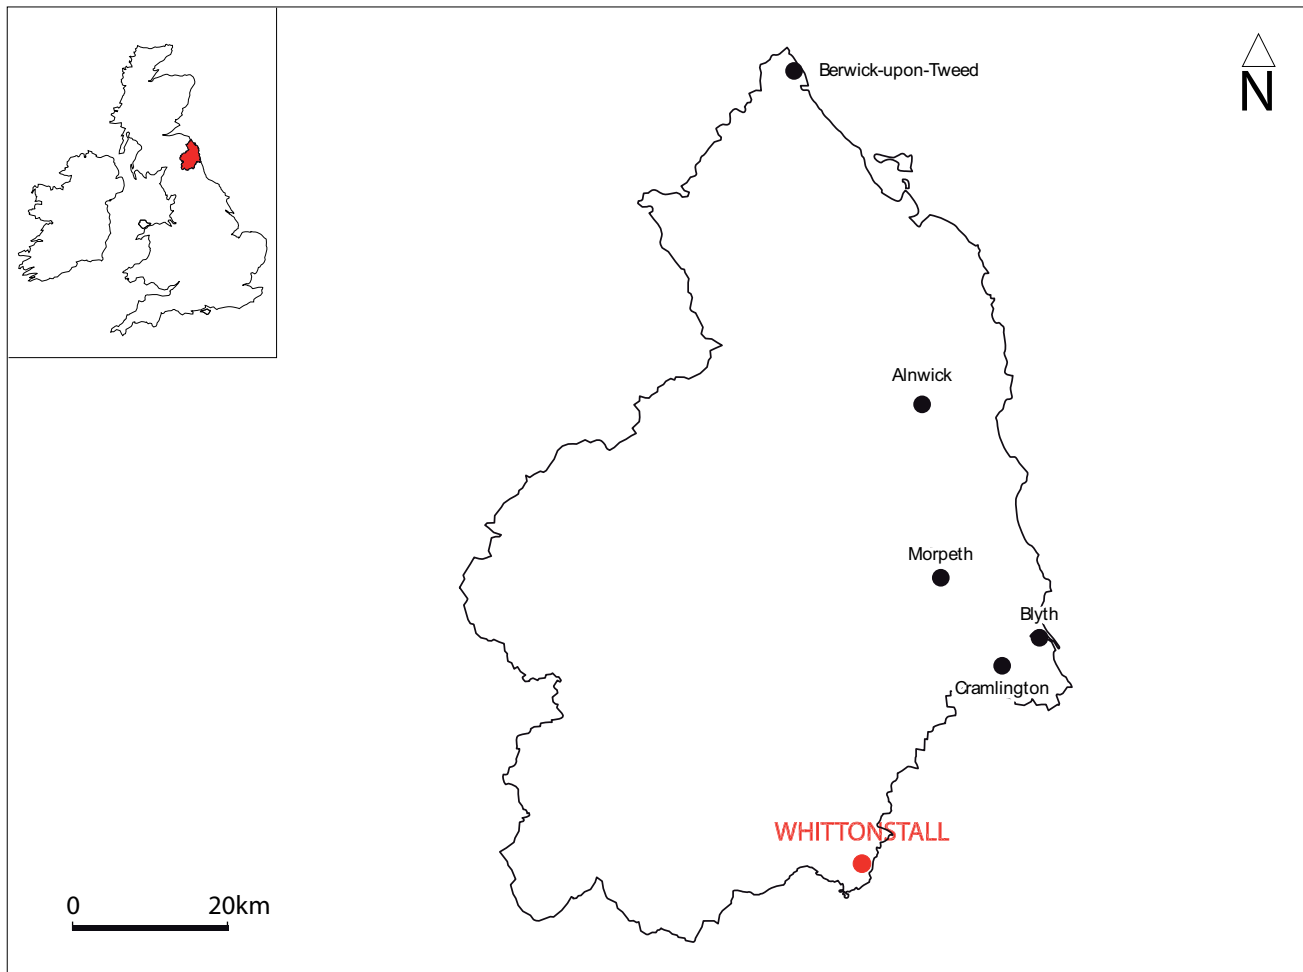 Berwick-upon-Tweed
N
Alnwick
Morpeth
Blyth
Cramlington
WHITTONSTALL
0 20km